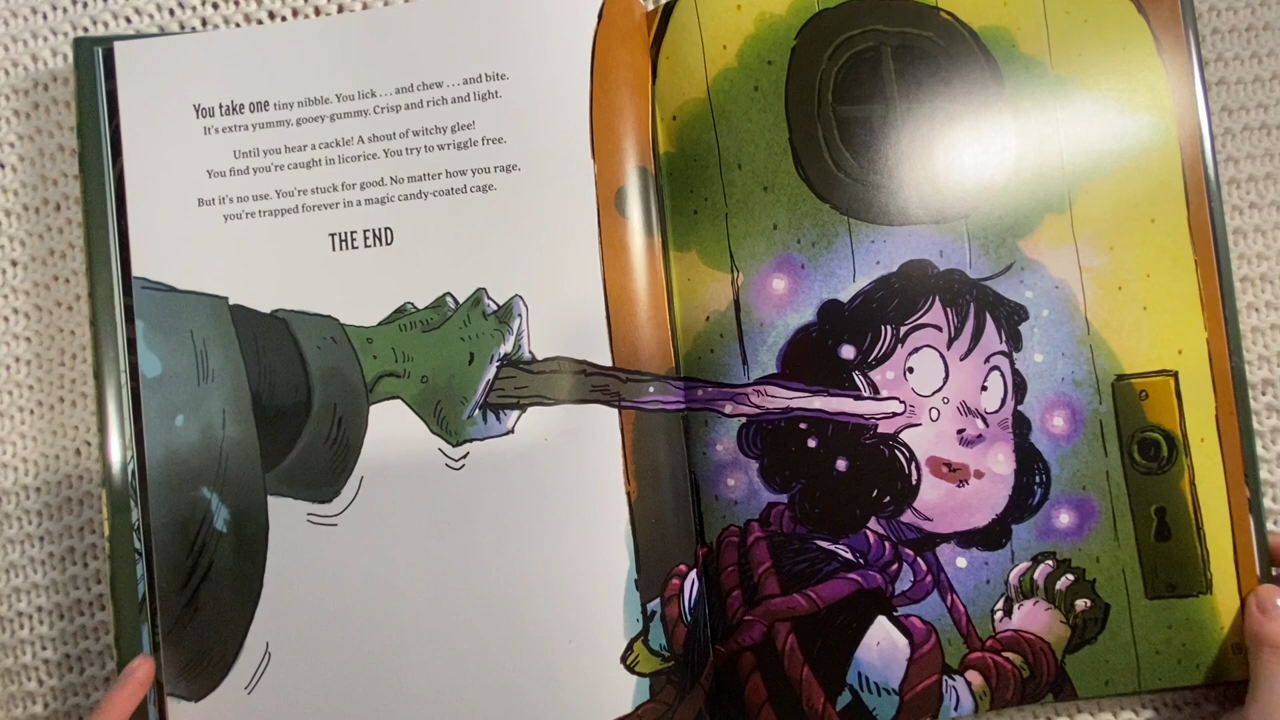 You take one tiny nibble. You lick . . . and chew . . . and bite.
It's extra yummy, gooey-gummy. Crisp and rich and light.
Until you hear a cackle! A shout of witchy glee!
You find you're caught in licorice. You try to wriggle free.
But it's no use. You're stuck for good. No matter how you rage,
you're trapped forever in a magic candy-coated cage.
THE END